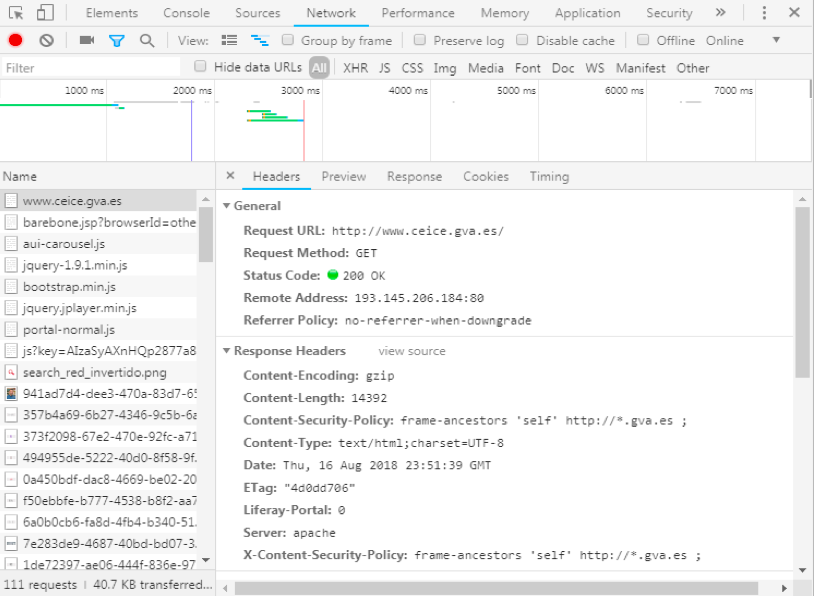 Elements Console Sources Network Performance Memory Application Security »
View: Group by frame Preserve log Disable cache Offline Online
Filter Hide data URLs All XHR JS CSS Img Media Font Doc WS Manifest Other
1000 ms 2000 ms 3000 ms 4000 ms 5000 ms 6000 ms 7000 ms
Name
www.ceice.gva.es
barebone.jsp?browserId=othe
aui-carousel.js
jquery-1.9.1.min.js
bootstrap.min.js
jquery.jplayer.min.js
portal-normal.js
js?key=AIzaSyAXnHQp2877a8
search_red_invertido.png
941ad7d4-dee3-470a-83d7-65
357b4a69-6b27-4346-9c5b-6a
373f2098-67e2-470e-92fc-a71
494955de-5222-40d0-8f58-9f.
0a450bdf-dac8-4669-be02-20
f50ebbfe-b777-4538-b8f2-aa7
6a0b0cb6-fa8d-4fb4-b340-51.
7e283de9-4687-40bd-bd07-3.
1de72397-ae06-444f-836e-97
111 requests | 40.7 KB transferred...
Headers Preview Response Cookies Timing
General
Request URL: http://www.ceice.gva.es/
Request Method: GET
Status Code: 200 OK
Remote Address: 193.145.206.184:80
Referrer Policy: no-referrer-when-downgrade
Response Headers view source
Content-Encoding: gzip
Content-Length: 14392
Content-Security-Policy: frame-ancestors 'self' http://*.gva.es ;
Content-Type: text/html;charset=UTF-8
Date: Thu, 16 Aug 2018 23:51:39 GMT
ETag: "4d0dd706"
Liferay-Portal: 0
Server: apache
X-Content-Security-Policy: frame-ancestors 'self' http://*.gva.es ;